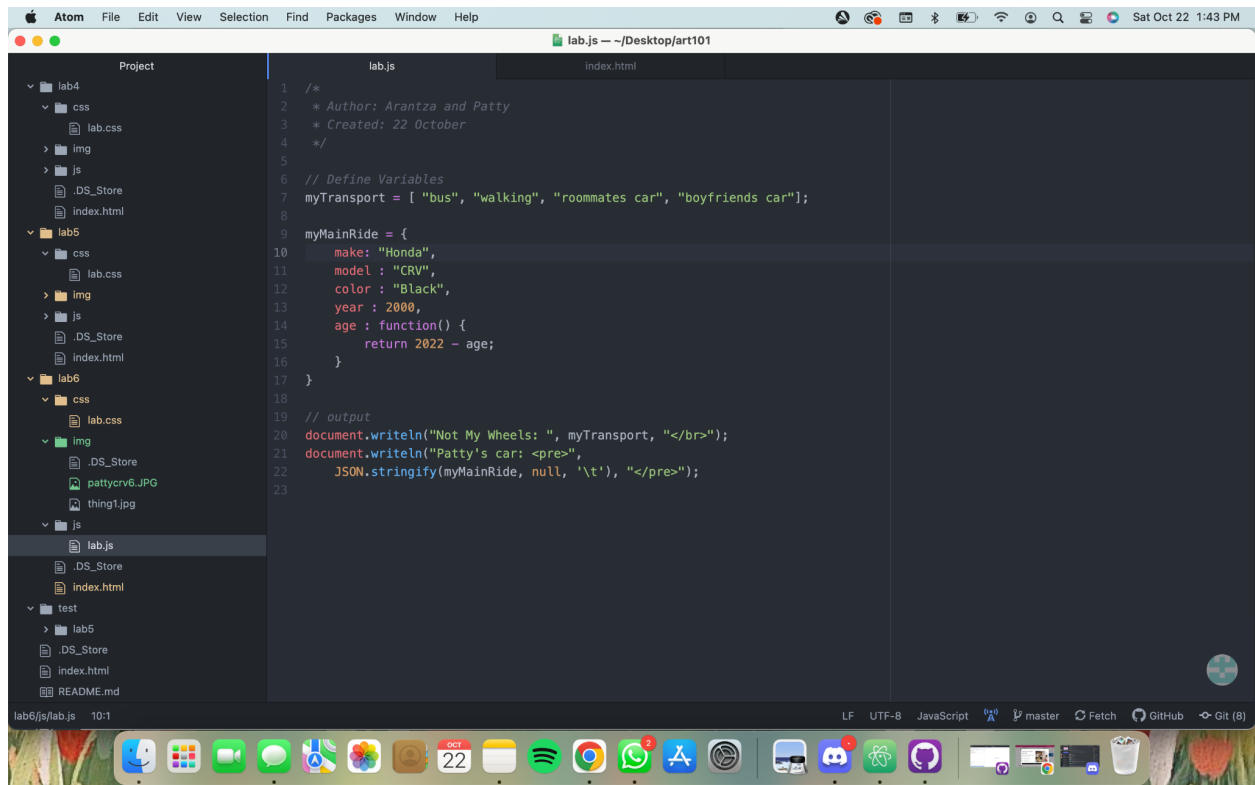 Atom File Edit View Selection Find Packages Window Help Sat Oct 22 1:43 PM
lab.js — ~/Desktop/art101
Project
lab4
css
lab.css
img
js
.DS_Store
index.html
lab5
css
lab.css
img
js
.DS_Store
index.html
lab6
css
lab.css
img
.DS_Store
pattycrv6.JPG
thing1.jpg
js
lab.js
.DS_Store
index.html
test
lab5
.DS_Store
index.html
README.md
lab.js index.html
1 /*
2 * Author: Arantza and Patty
3 * Created: 22 October
4 */
5
6 // Define Variables
7 myTransport = [ "bus", "walking", "roommates car", "boyfriends car"];
8
9 myMainRide = {
10 make: "Honda",
11 model : "CRV",
12 color : "Black",
13 year : 2000,
14 age : function() {
15 return 2022 - age;
16 }
17 }
18
19 // output
20 document.writeln("Not My Wheels: ", myTransport, "</br>");
21 document.writeln("Patty's car: <pre>",
22 JSON.stringify(myMainRide, null, '\t'), "</pre>");
23
lab6/js/lab.js 10:1 LF UTF-8 JavaScript master Fetch GitHub Git (8)
OCT
22
2